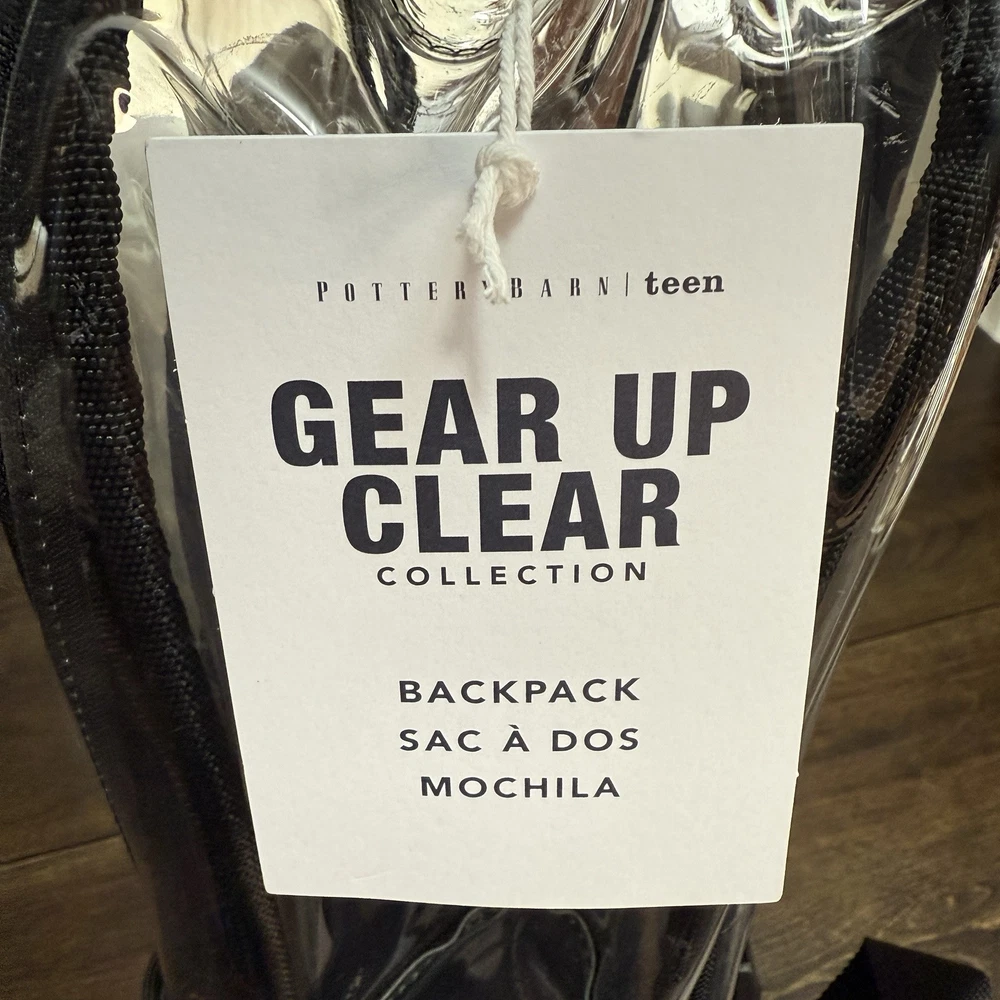 POTTERY BARN | teen
GEAR UP
CLEAR
COLLECTION
BACKPACK
SAC À DOS
MOCHILA